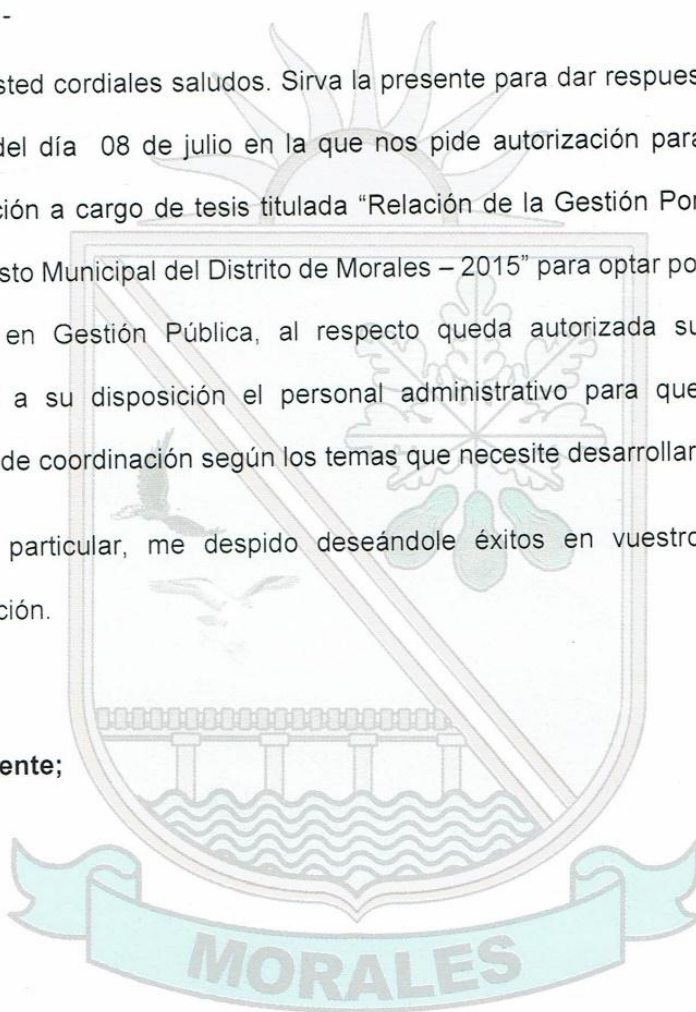 -
sted cordiales saludos. Sirva la presente para dar respues
del día 08 de julio en la que nos pide autorización para
ción a cargo de tesis titulada “Relación de la Gestión Por
sto Municipal del Distrito de Morales – 2015” para optar po
en Gestión Pública, al respecto queda autorizada su
a su disposición el personal administrativo para que
de coordinación según los temas que necesite desarrollar
particular, me despido deseándole éxitos en vuestro
ción.
ente;
MORALES